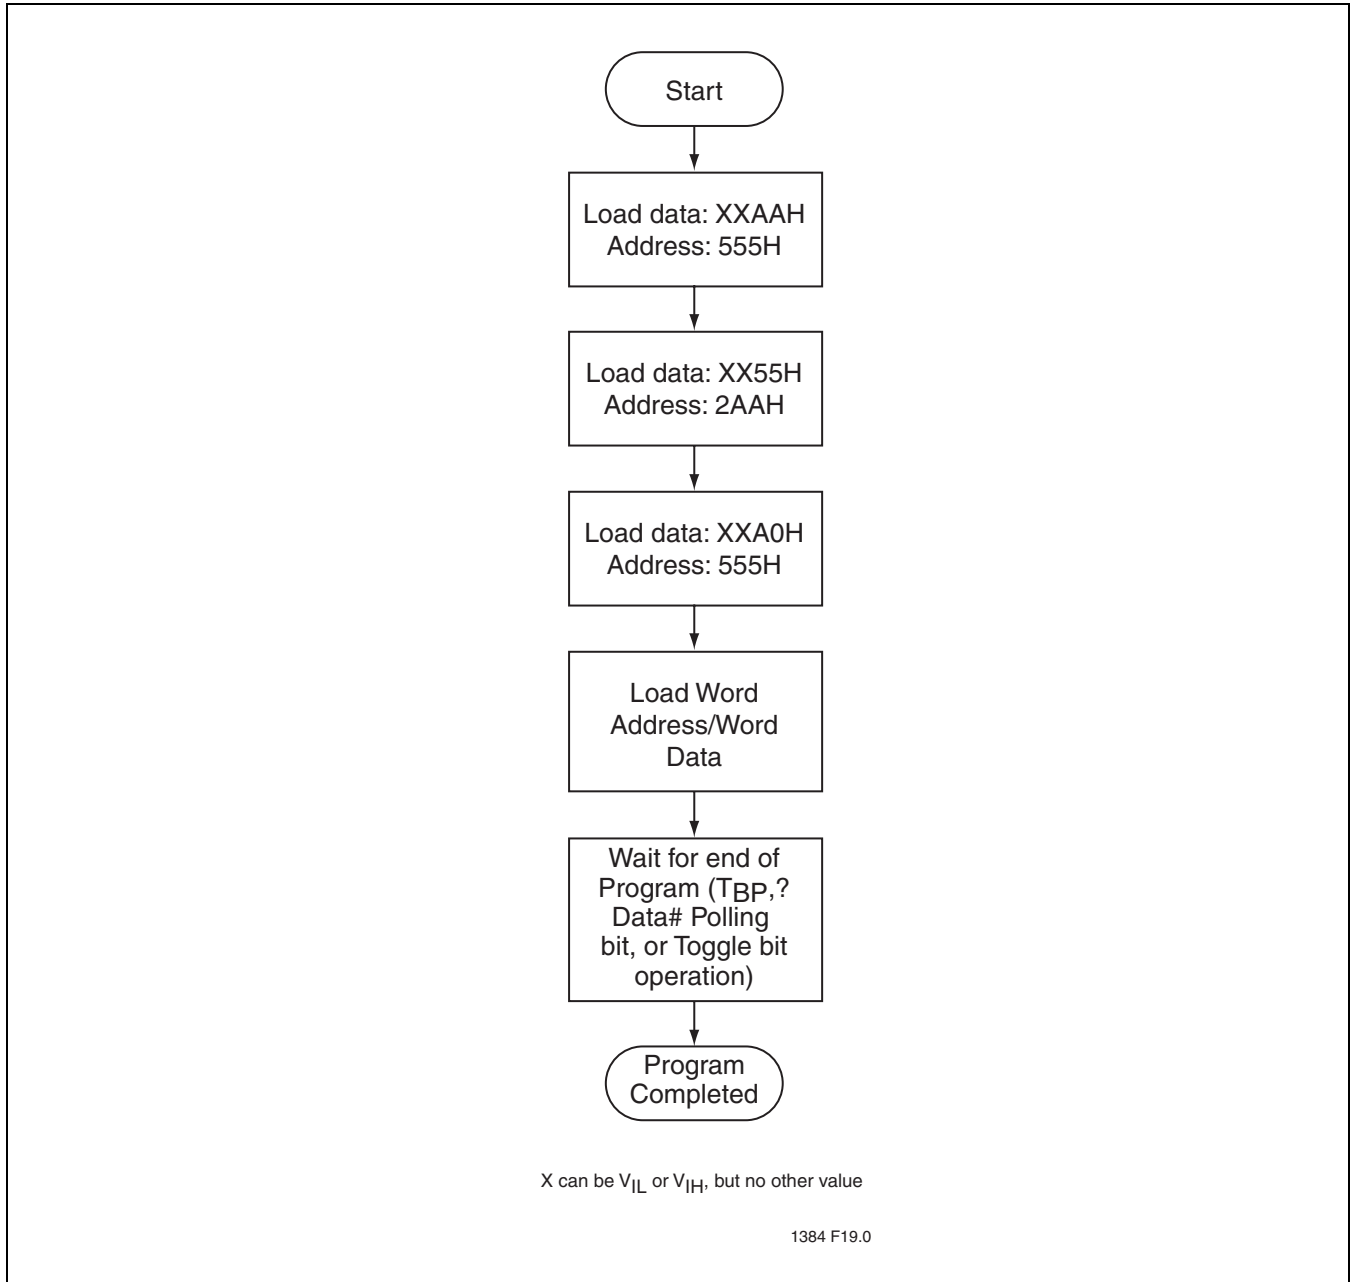 Start
Load data: XXAAH
Address: 555H
Load data: XX55H
Address: 2AAH
Load data: XXA0H
Address: 555H
Load Word
Address/Word
Data
Wait for end of
Program (TBP,?
Data# Polling
bit, or Toggle bit
operation)
Program
Completed
X can be VIL or VIH, but no other value
1384 F19.0